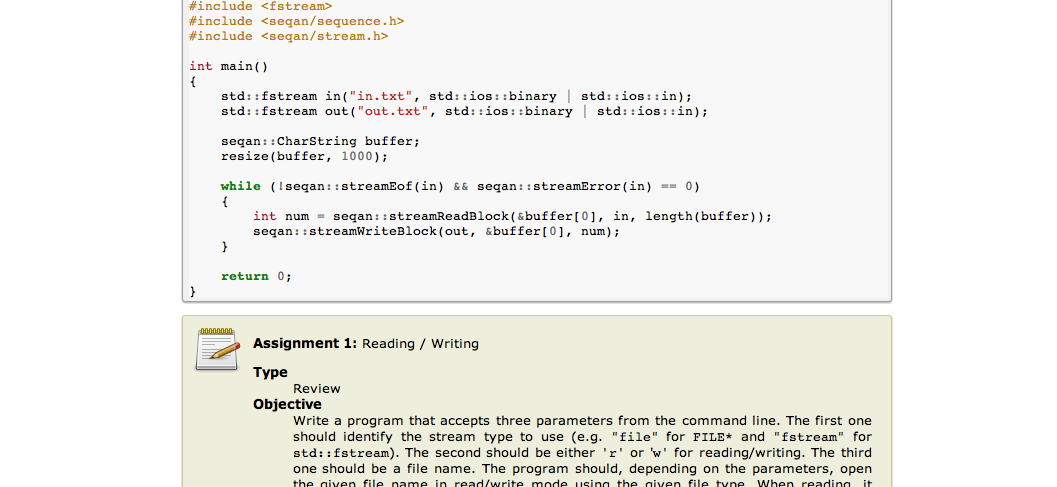 #include <fstream>
#include <seqan/sequence.h>
#include <seqan/stream.h>
int main()
{
std::fstream in("in.txt", std::ios::binary | std::ios::in);
std::fstream out("out.txt", std::ios::binary | std::ios::in);
seqan::CharString buffer;
resize(buffer, 1000);
while (!seqan::streamEof(in) && seqan::streamError(in) == 0)
{
int num = seqan::streamReadBlock(&buffer[0], in, length(buffer));
seqan::streamWriteBlock(out, &buffer[0], num);
}
return 0;
}
Assignment 1: Reading / Writing
Type
Review
Objective
Write a program that accepts three parameters from the command line. The first one
should identify the stream type to use (e.g. "file" for FILE* and "fstream" for
std::fstream). The second should be either 'r' or 'w' for reading/writing. The third
one should be a file name. The program should, depending on the parameters, open
the given file name in read/write mode using the given file type. When reading, it